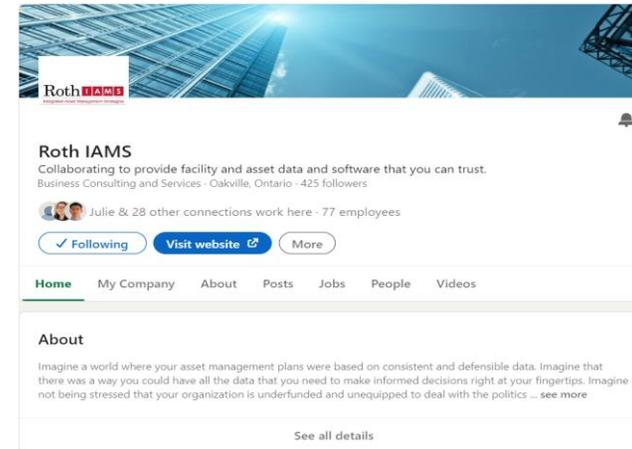 Roth IAMS
Integrated Asset Management Strategies
Roth IAMS
Collaborating to provide facility and asset data and software that you can trust.
Business Consulting and Services · Oakville, Ontario · 425 followers
Julie & 28 other connections work here · 77 employees
✓ Following Visit website More
Home My Company About Posts Jobs People Videos
About
Imagine a world where your asset management plans were based on consistent and defensible data. Imagine that
there was a way you could have all the data that you need to make informed decisions right at your fingertips. Imagine
not being stressed that your organization is underfunded and unequipped to deal with the politics ... see more
See all details